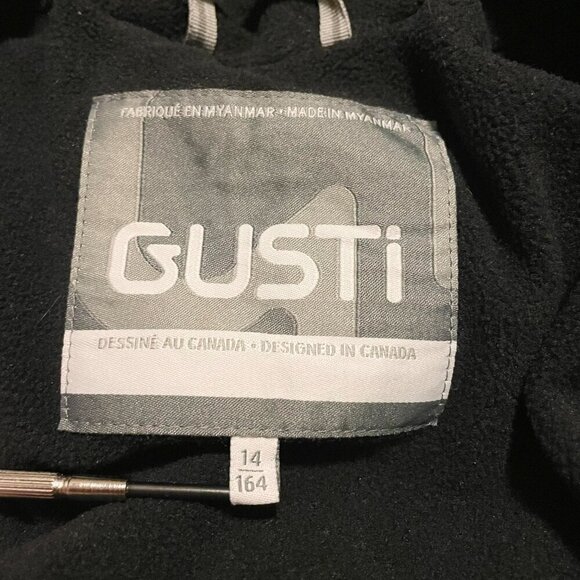 FABRIQUÉ EN MYANMAR • MADE IN MYANMAR
GUSTi
DESSINÉ AU CANADA • DESIGNED IN CANADA
14
164